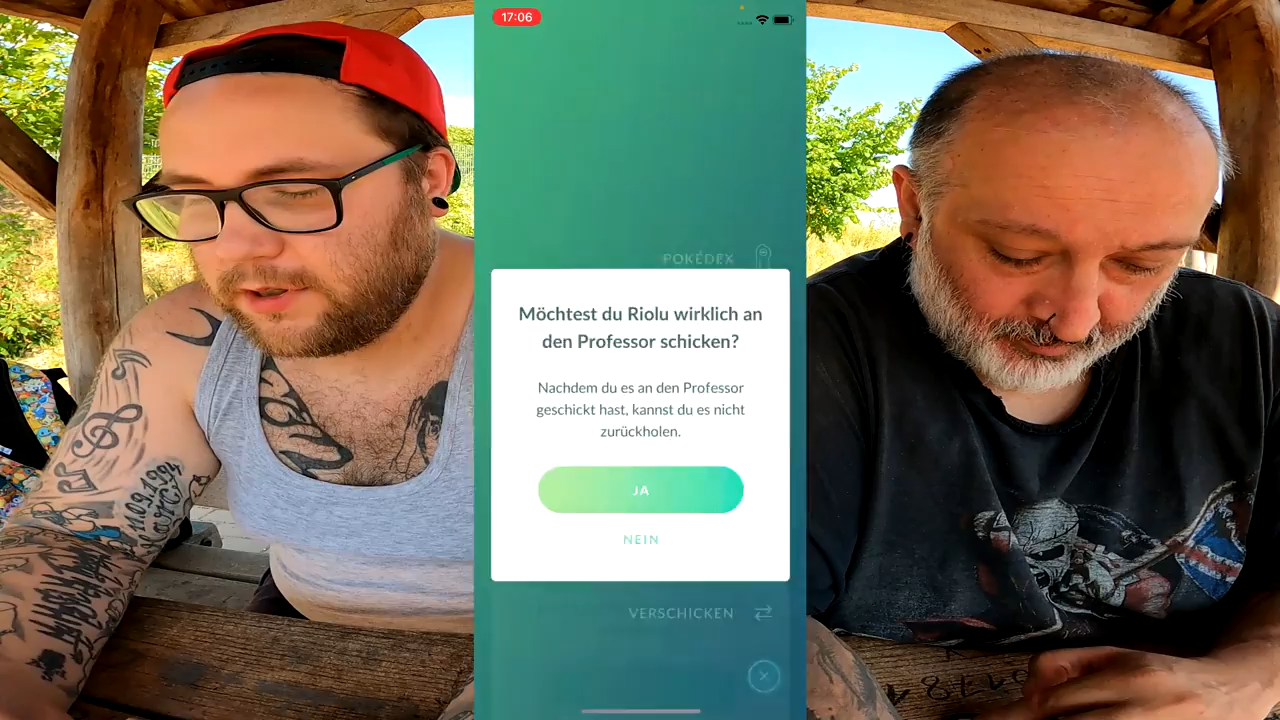 17:06
POKÉDEX
Möchtest du Riolu wirklich an
den Professor schicken?
Nachdem du es an den Professor
geschickt hast, kannst du es nicht
zurückholen.
JA
NEIN
VERSCHICKEN